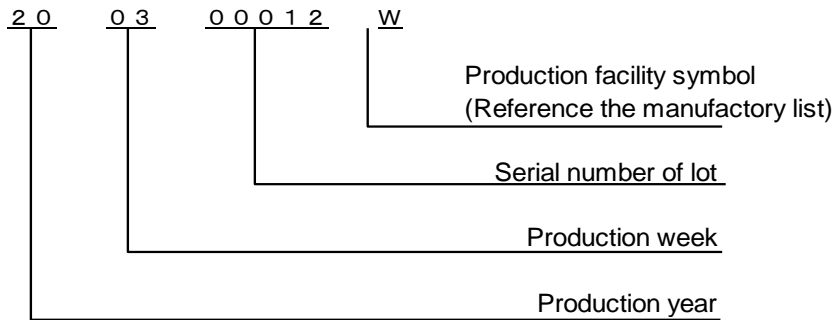 ２０ ０３ ０００１２ W
Production facility symbol
(Reference the manufactory list)
Serial number of lot
Production week
Production year